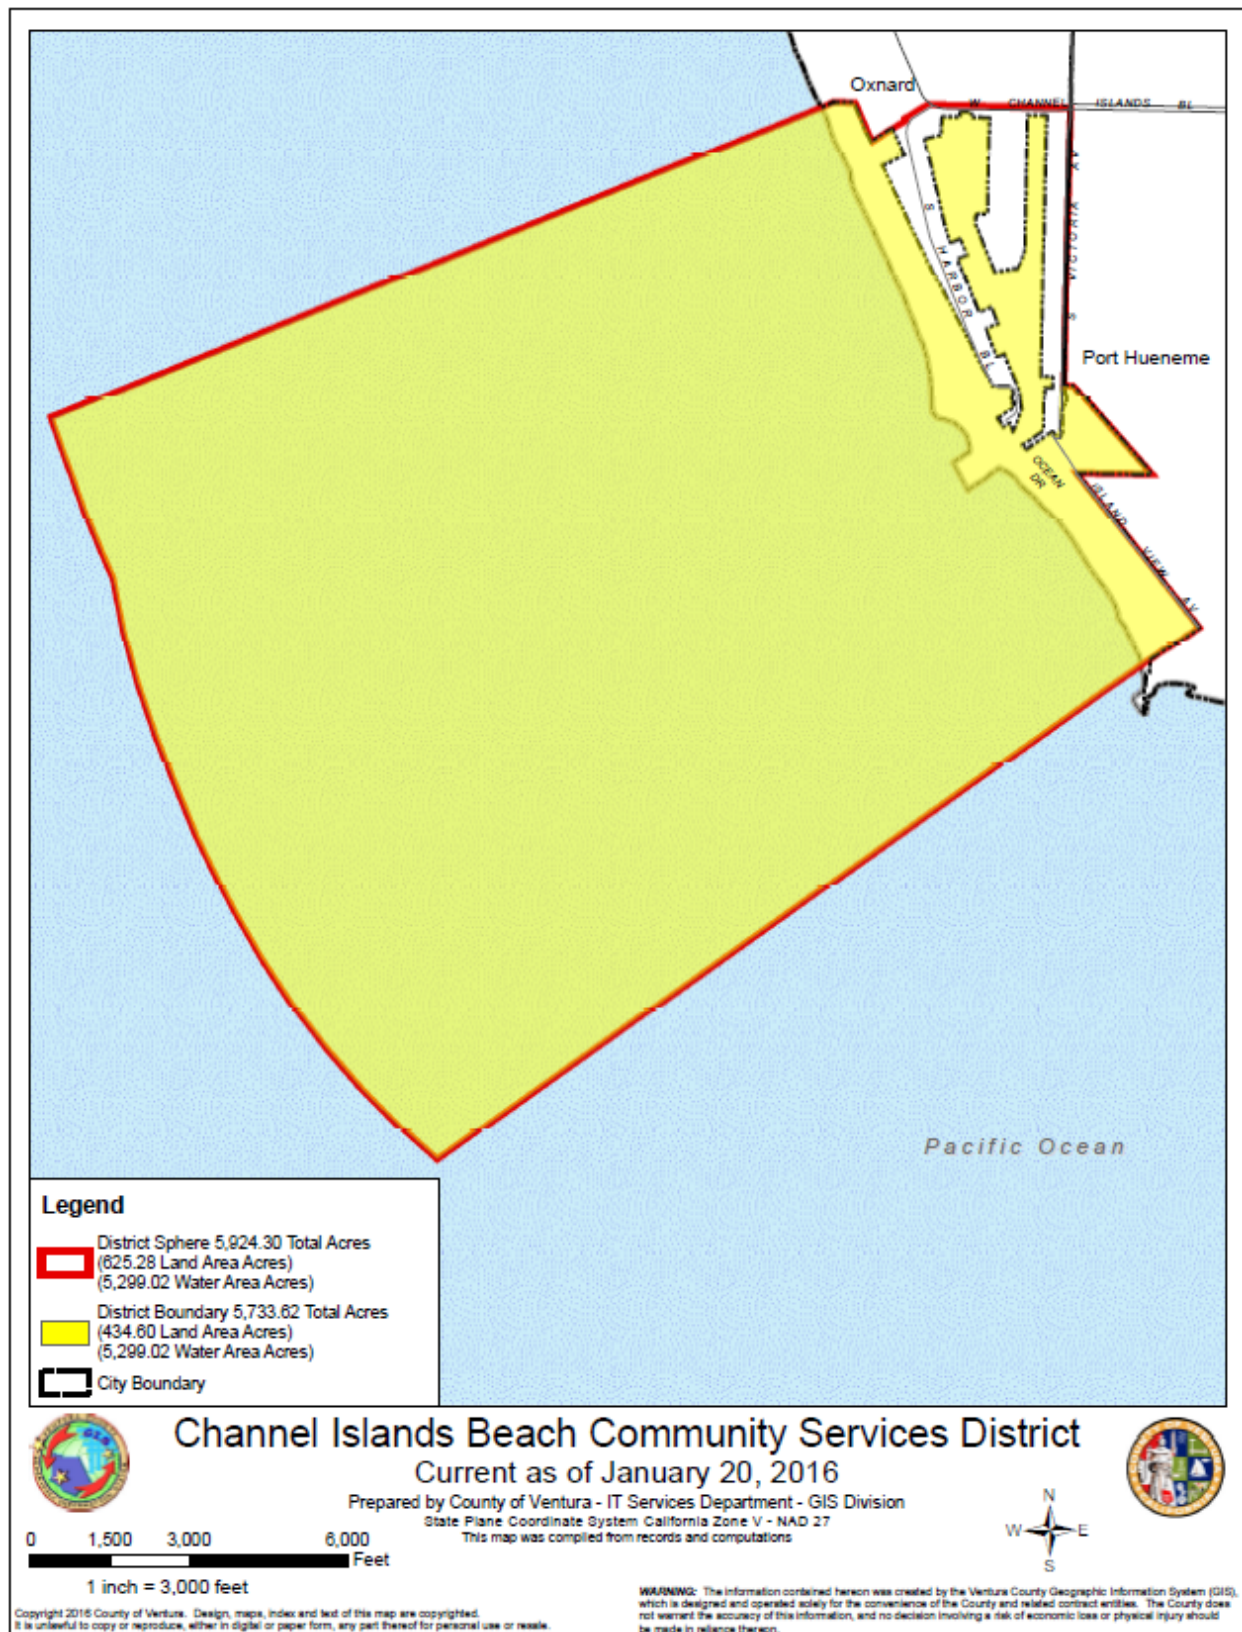 Oxnard
W CHANNEL ISLANDS BL
S VICTORIA AV
S HARBOR BL
Port Hueneme
OCEAN
DR
ISLAND VIEW AV
Pacific Ocean
Legend
District Sphere 5,924.30 Total Acres
(625.28 Land Area Acres)
(5,299.02 Water Area Acres)
District Boundary 5,733.62 Total Acres
(434.60 Land Area Acres)
(5,299.02 Water Area Acres)
City Boundary
Channel Islands Beach Community Services District
Current as of January 20, 2016
Prepared by County of Ventura - IT Services Department - GIS Division
State Plane Coordinate System California Zone V - NAD 27
This map was compiled from records and computations
N
W E
S
0 1,500 3,000 6,000
Feet
1 inch = 3,000 feet
Copyright 2016 County of Ventura. Design, maps, index and text of this map are copyrighted.
It is unlawful to copy or reproduce, either in digital or paper form, any part thereof for personal use or resale.
WARNING: The information contained hereon was created by the Ventura County Geographic Information System (GIS),
which is designed and operated solely for the convenience of the County and related contract entities. The County does
not warrant the accuracy of this information, and no decision involving a risk of economic loss or physical injury should
be made in reliance thereon.